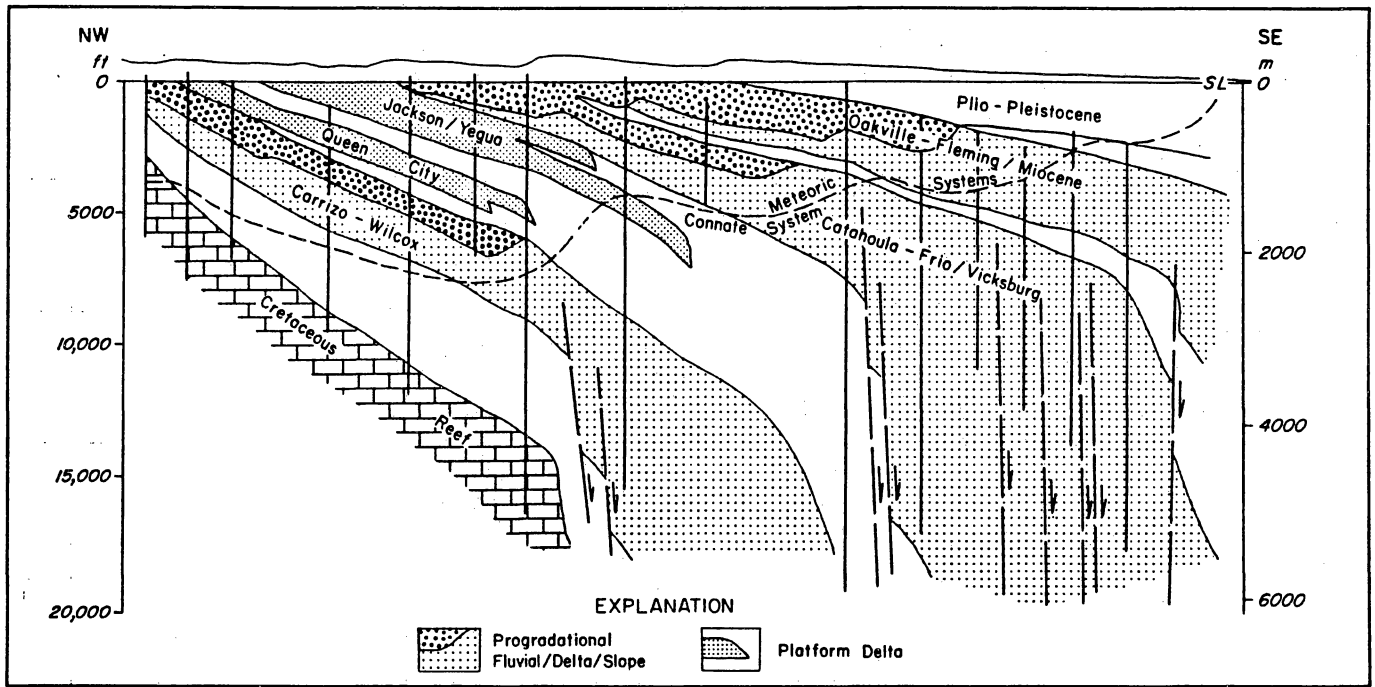 NW
SE
ft
m
0
SL
0
Plio - Pleistocene
Jackson / Yegua
Oakville - Fleming / Miocene
Systems
Queen
City
Meteoric
System
Connate
Carrizo - Wilcox
Catahoula - Frio / Vicksburg
5000
2000
Cretaceous
10,000
Reef
4000
15,000
20,000
6000
EXPLANATION
Progradational
Fluvial/Delta/Slope
Platform Delta